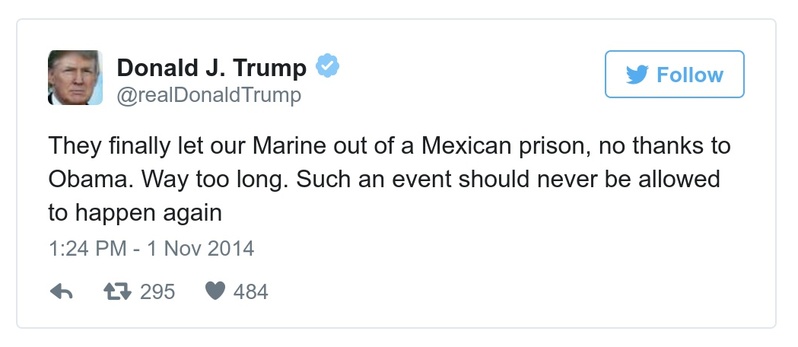 Donald J. Trump
@realDonaldTrump
Follow
They finally let our Marine out of a Mexican prison, no thanks to
Obama. Way too long. Such an event should never be allowed
to happen again
1:24 PM - 1 Nov 2014
295 484